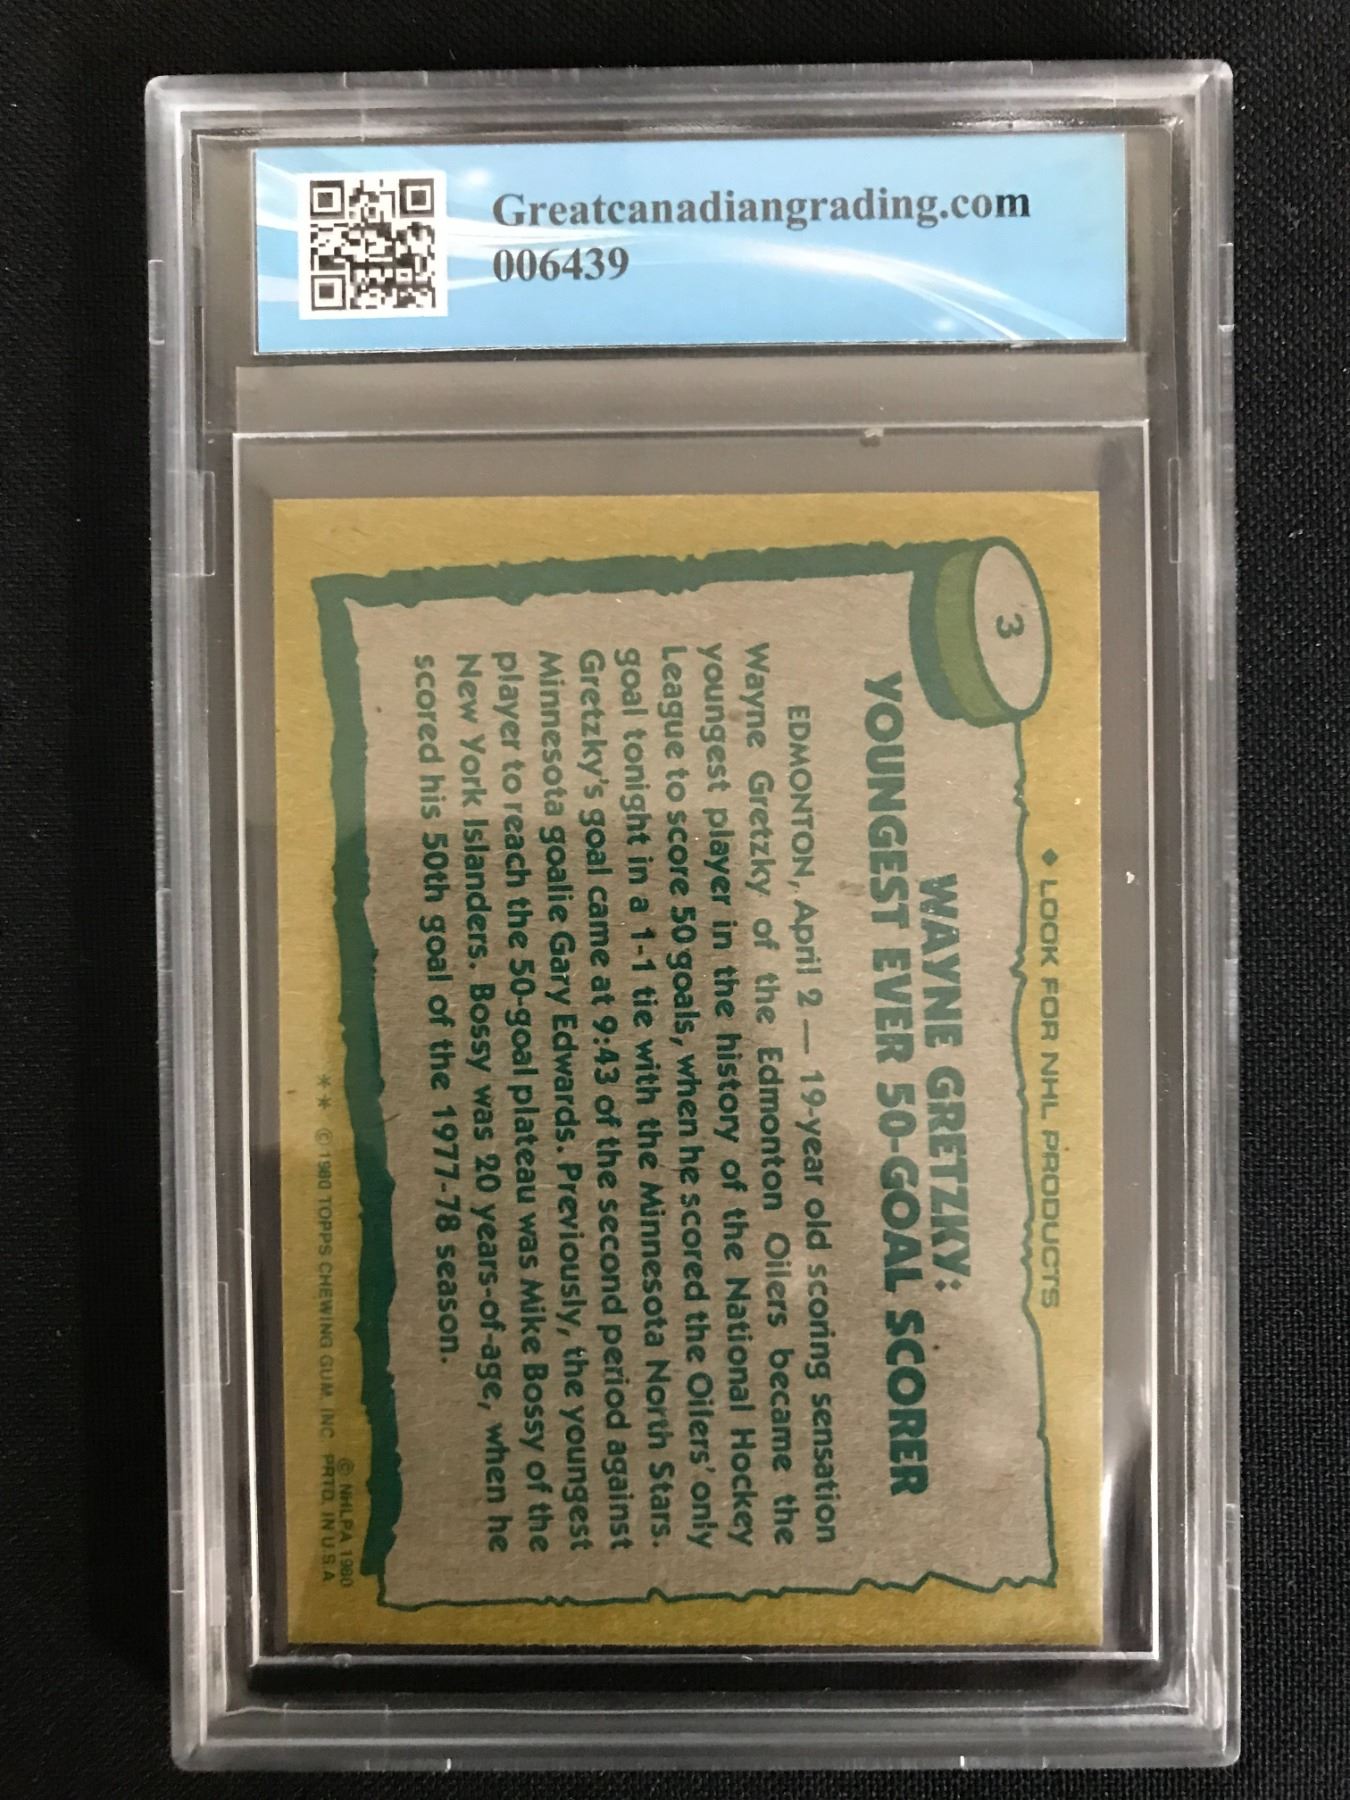 Greatcanadiangrading.com
006439
◆ LOOK FOR NHL PRODUCTS
3
WAYNE GRETZKY:
YOUNGEST EVER 50-GOAL SCORER
EDMONTON, April 2 — 19-year old scoring sensation
Wayne Gretzky of the Edmonton Oilers became the
youngest player in the history of the National Hockey
League to score 50 goals, when he scored the Oilers' only
goal tonight in a 1-1 tie with the Minnesota North Stars.
Gretzky's goal came at 9:43 of the second period against
Minnesota goalie Gary Edwards. Previously, the youngest
player to reach the 50-goal plateau was Mike Bossy of the
New York Islanders. Bossy was 20 years-of-age, when he
scored his 50th goal of the 1977-78 season.
© NHLPA 1980
** © 1980 TOPPS CHEWING GUM, INC. PRTD. IN U.S.A.